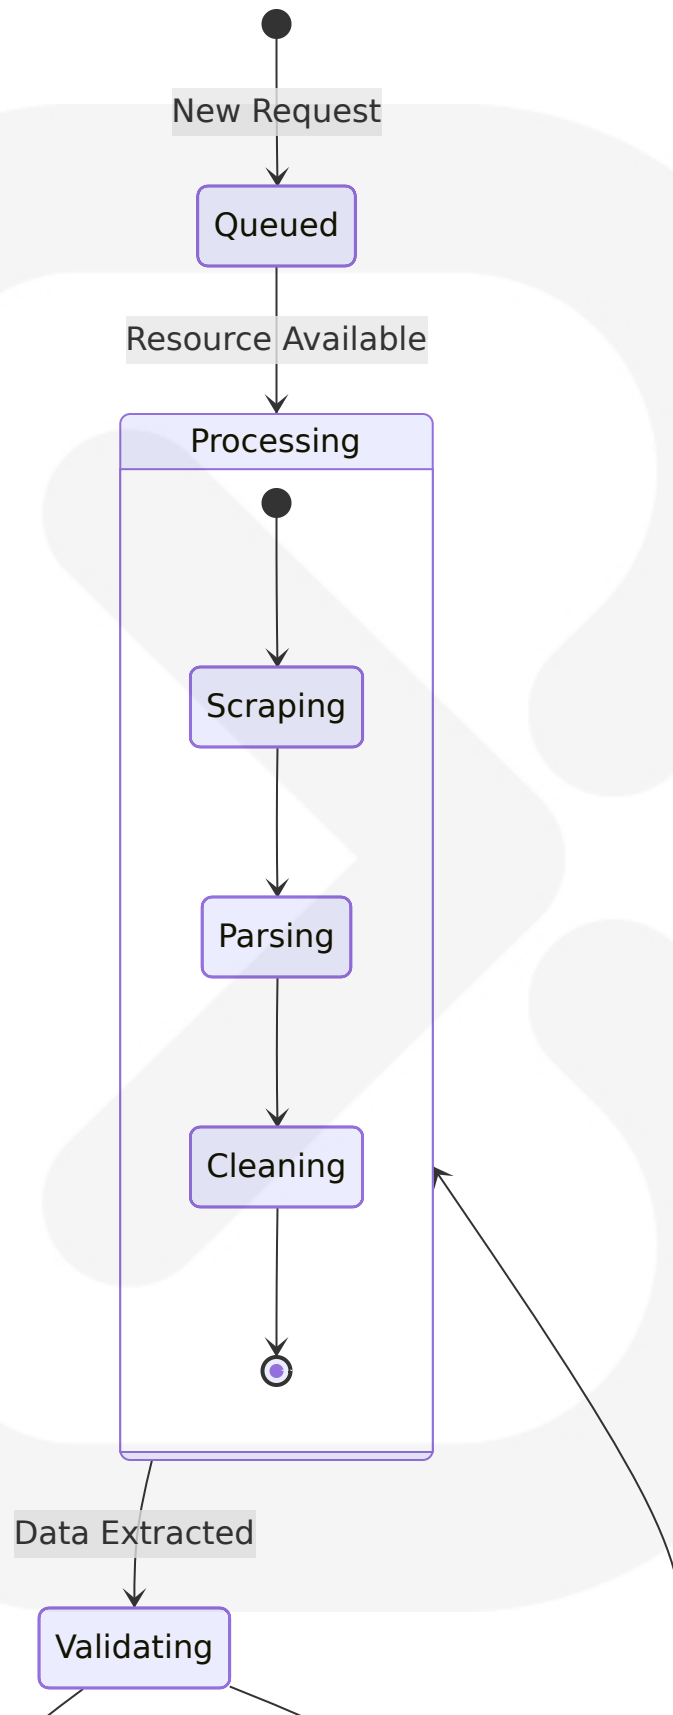 New Request
Queued
Resource Available
Processing
Scraping
Parsing
Cleaning
Data Extracted
Validating